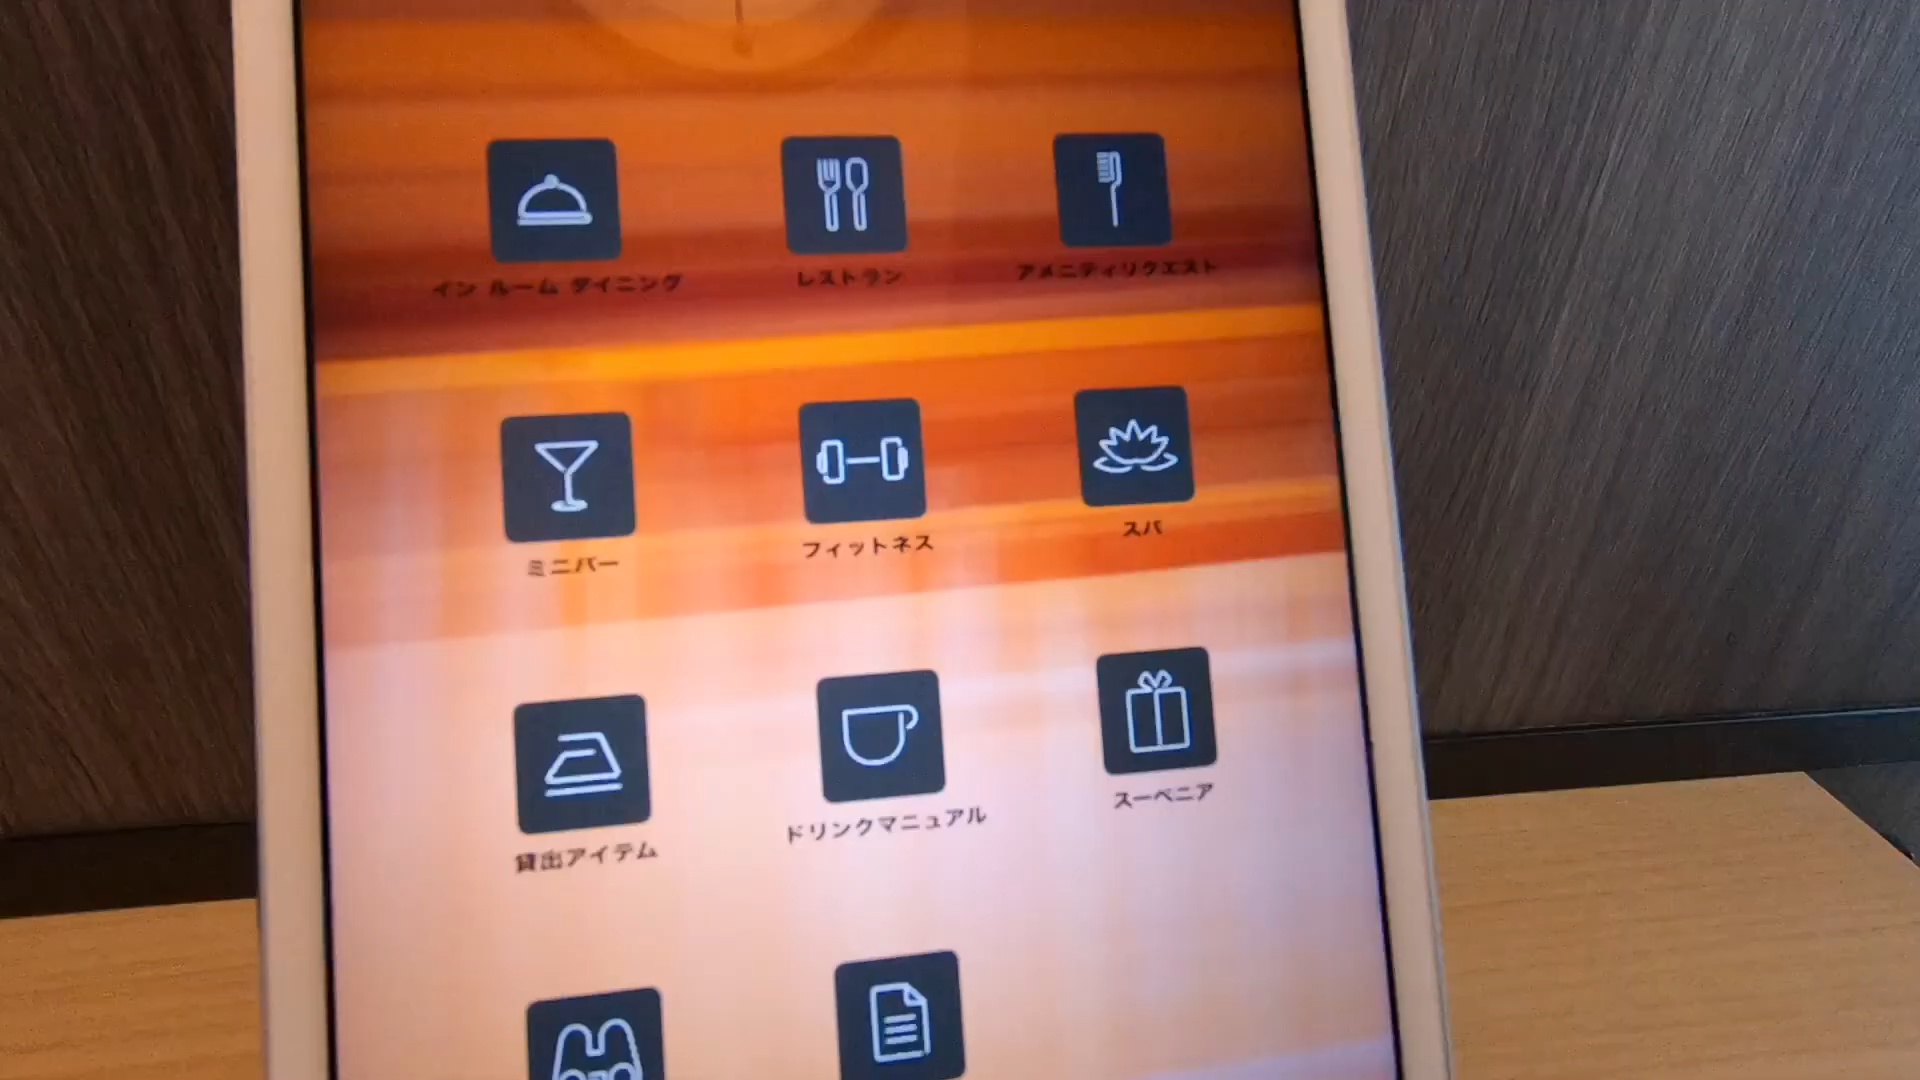 イン ルーム ダイニング
レストラン
アメニティリクエスト
ミニバー
フィットネス
スパ
貸出アイテム
ドリンクマニュアル
スーベニア